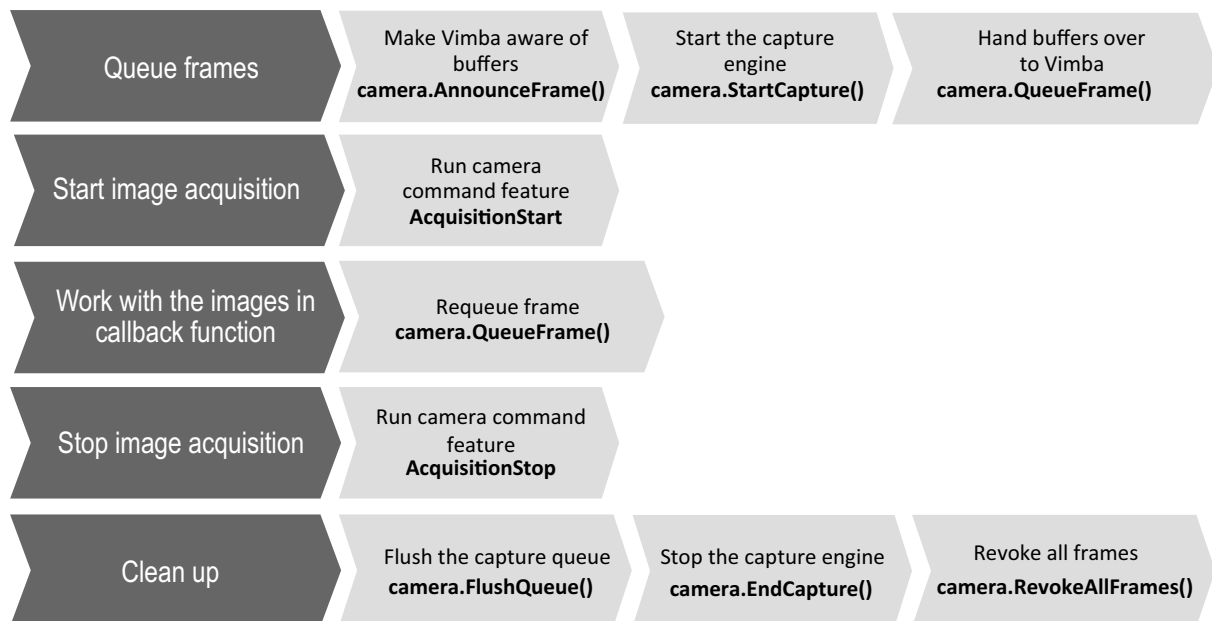 Queue frames
Make Vimba aware of
buffers
camera.AnnounceFrame()
Start the capture
engine
camera.StartCapture()
Hand buffers over
to Vimba
camera.QueueFrame()
Start image acquisition
Run camera
command feature
AcquisitionStart
Work with the images in
callback function
Requeue frame
camera.QueueFrame()
Stop image acquisition
Run camera command
feature
AcquisitionStop
Clean up
Flush the capture queue
camera.FlushQueue()
Stop the capture engine
camera.EndCapture()
Revoke all frames
camera.RevokeAllFrames()